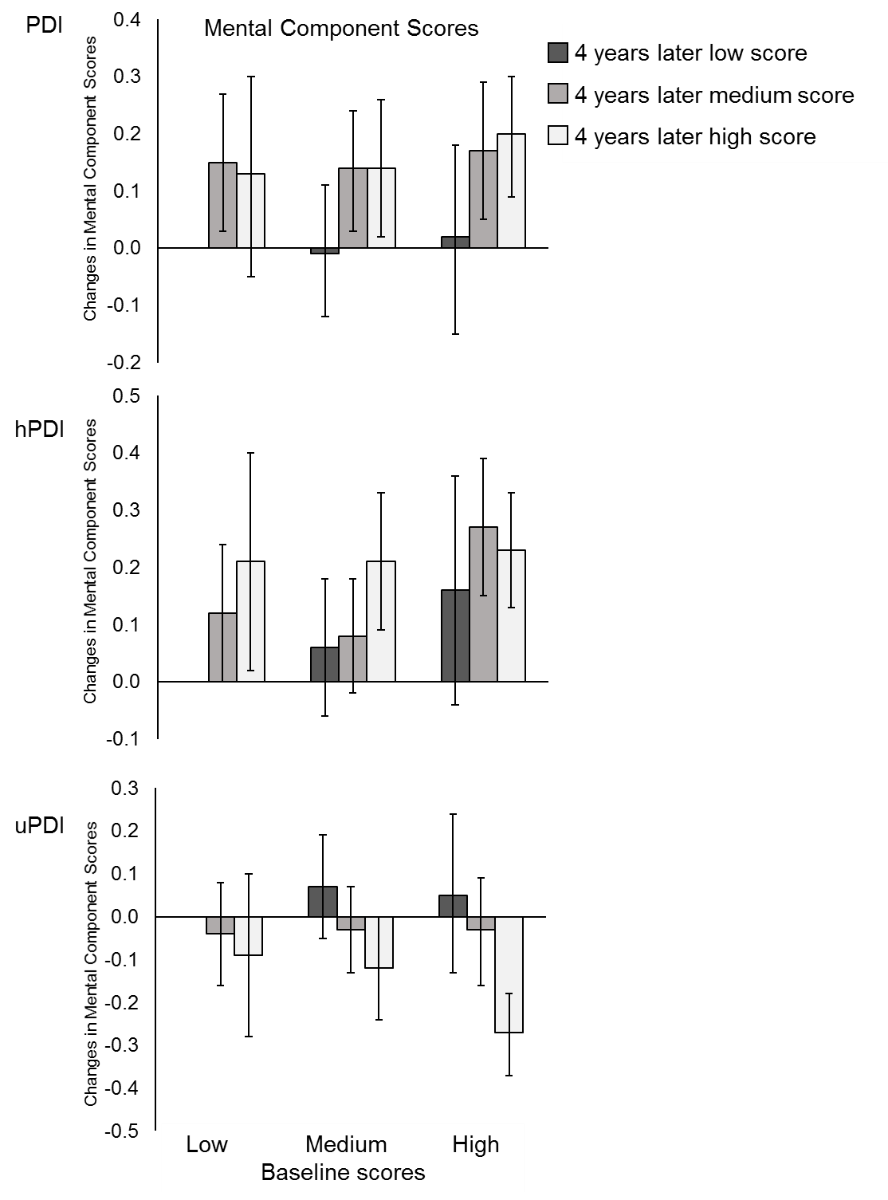 PDI
Mental Component Scores
4 years later low score
4 years later medium score
4 years later high score
Changes in Mental Component Scores
0.4
0.3
0.2
0.1
0.0
-0.1
-0.2
hPDI
Changes in Mental Component Scores
0.5
0.4
0.3
0.2
0.1
0.0
-0.1
uPDI
Changes in Mental Component Scores
0.3
0.2
0.1
0.0
-0.1
-0.2
-0.3
-0.4
-0.5
Low Medium High
Baseline scores